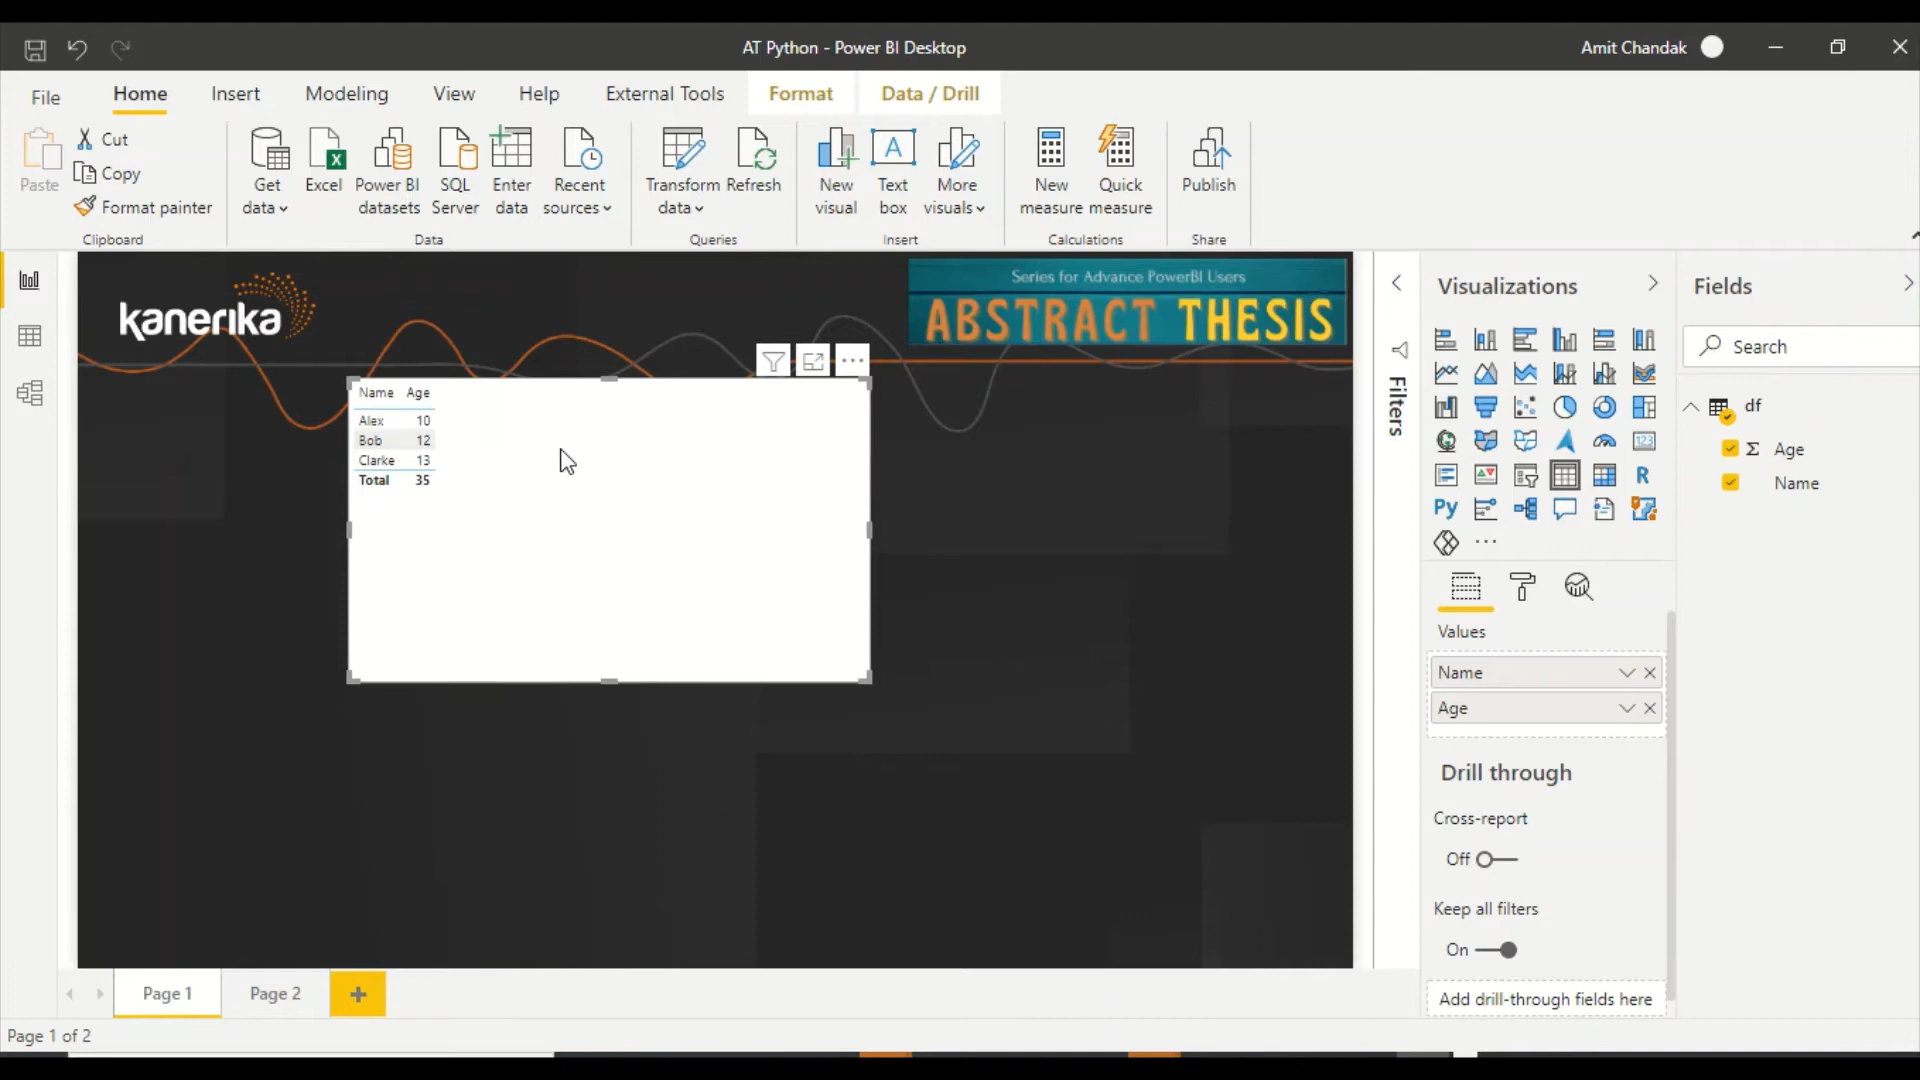 AT Python - Power BI Desktop
Amit Chandak
File
Home
Insert
Modeling
View
Help
External Tools
Format
Data / Drill
Paste
Cut
Copy
Format painter
Clipboard
Get data
Excel
Power BI datasets
SQL Server
Enter data
Recent sources
Data
Transform data
Refresh
Queries
New visual
Text box
More visuals
Insert
New measure
Quick measure
Calculations
Publish
Share
kanerika
Series for Advance PowerBI Users
ABSTRACT THESIS
Name Age
Alex 10
Bob 12
Clarke 13
Total 35
Filters
Visualizations
R
Py
123
Values
Name
Age
Drill through
Cross-report
Off
Keep all filters
On
Add drill-through fields here
Fields
Search
df
Σ Age
Name
Page 1
Page 2
+
Page 1 of 2